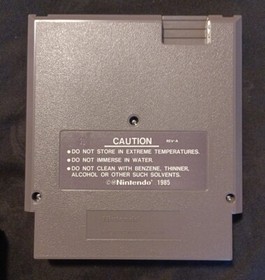 CAUTION REV-A
• DO NOT STORE IN EXTREME TEMPERATURES.
• DO NOT IMMERSE IN WATER.
• DO NOT CLEAN WITH BENZENE, THINNER,
ALCOHOL OR OTHER SUCH SOLVENTS.
©®Nintendo 1985